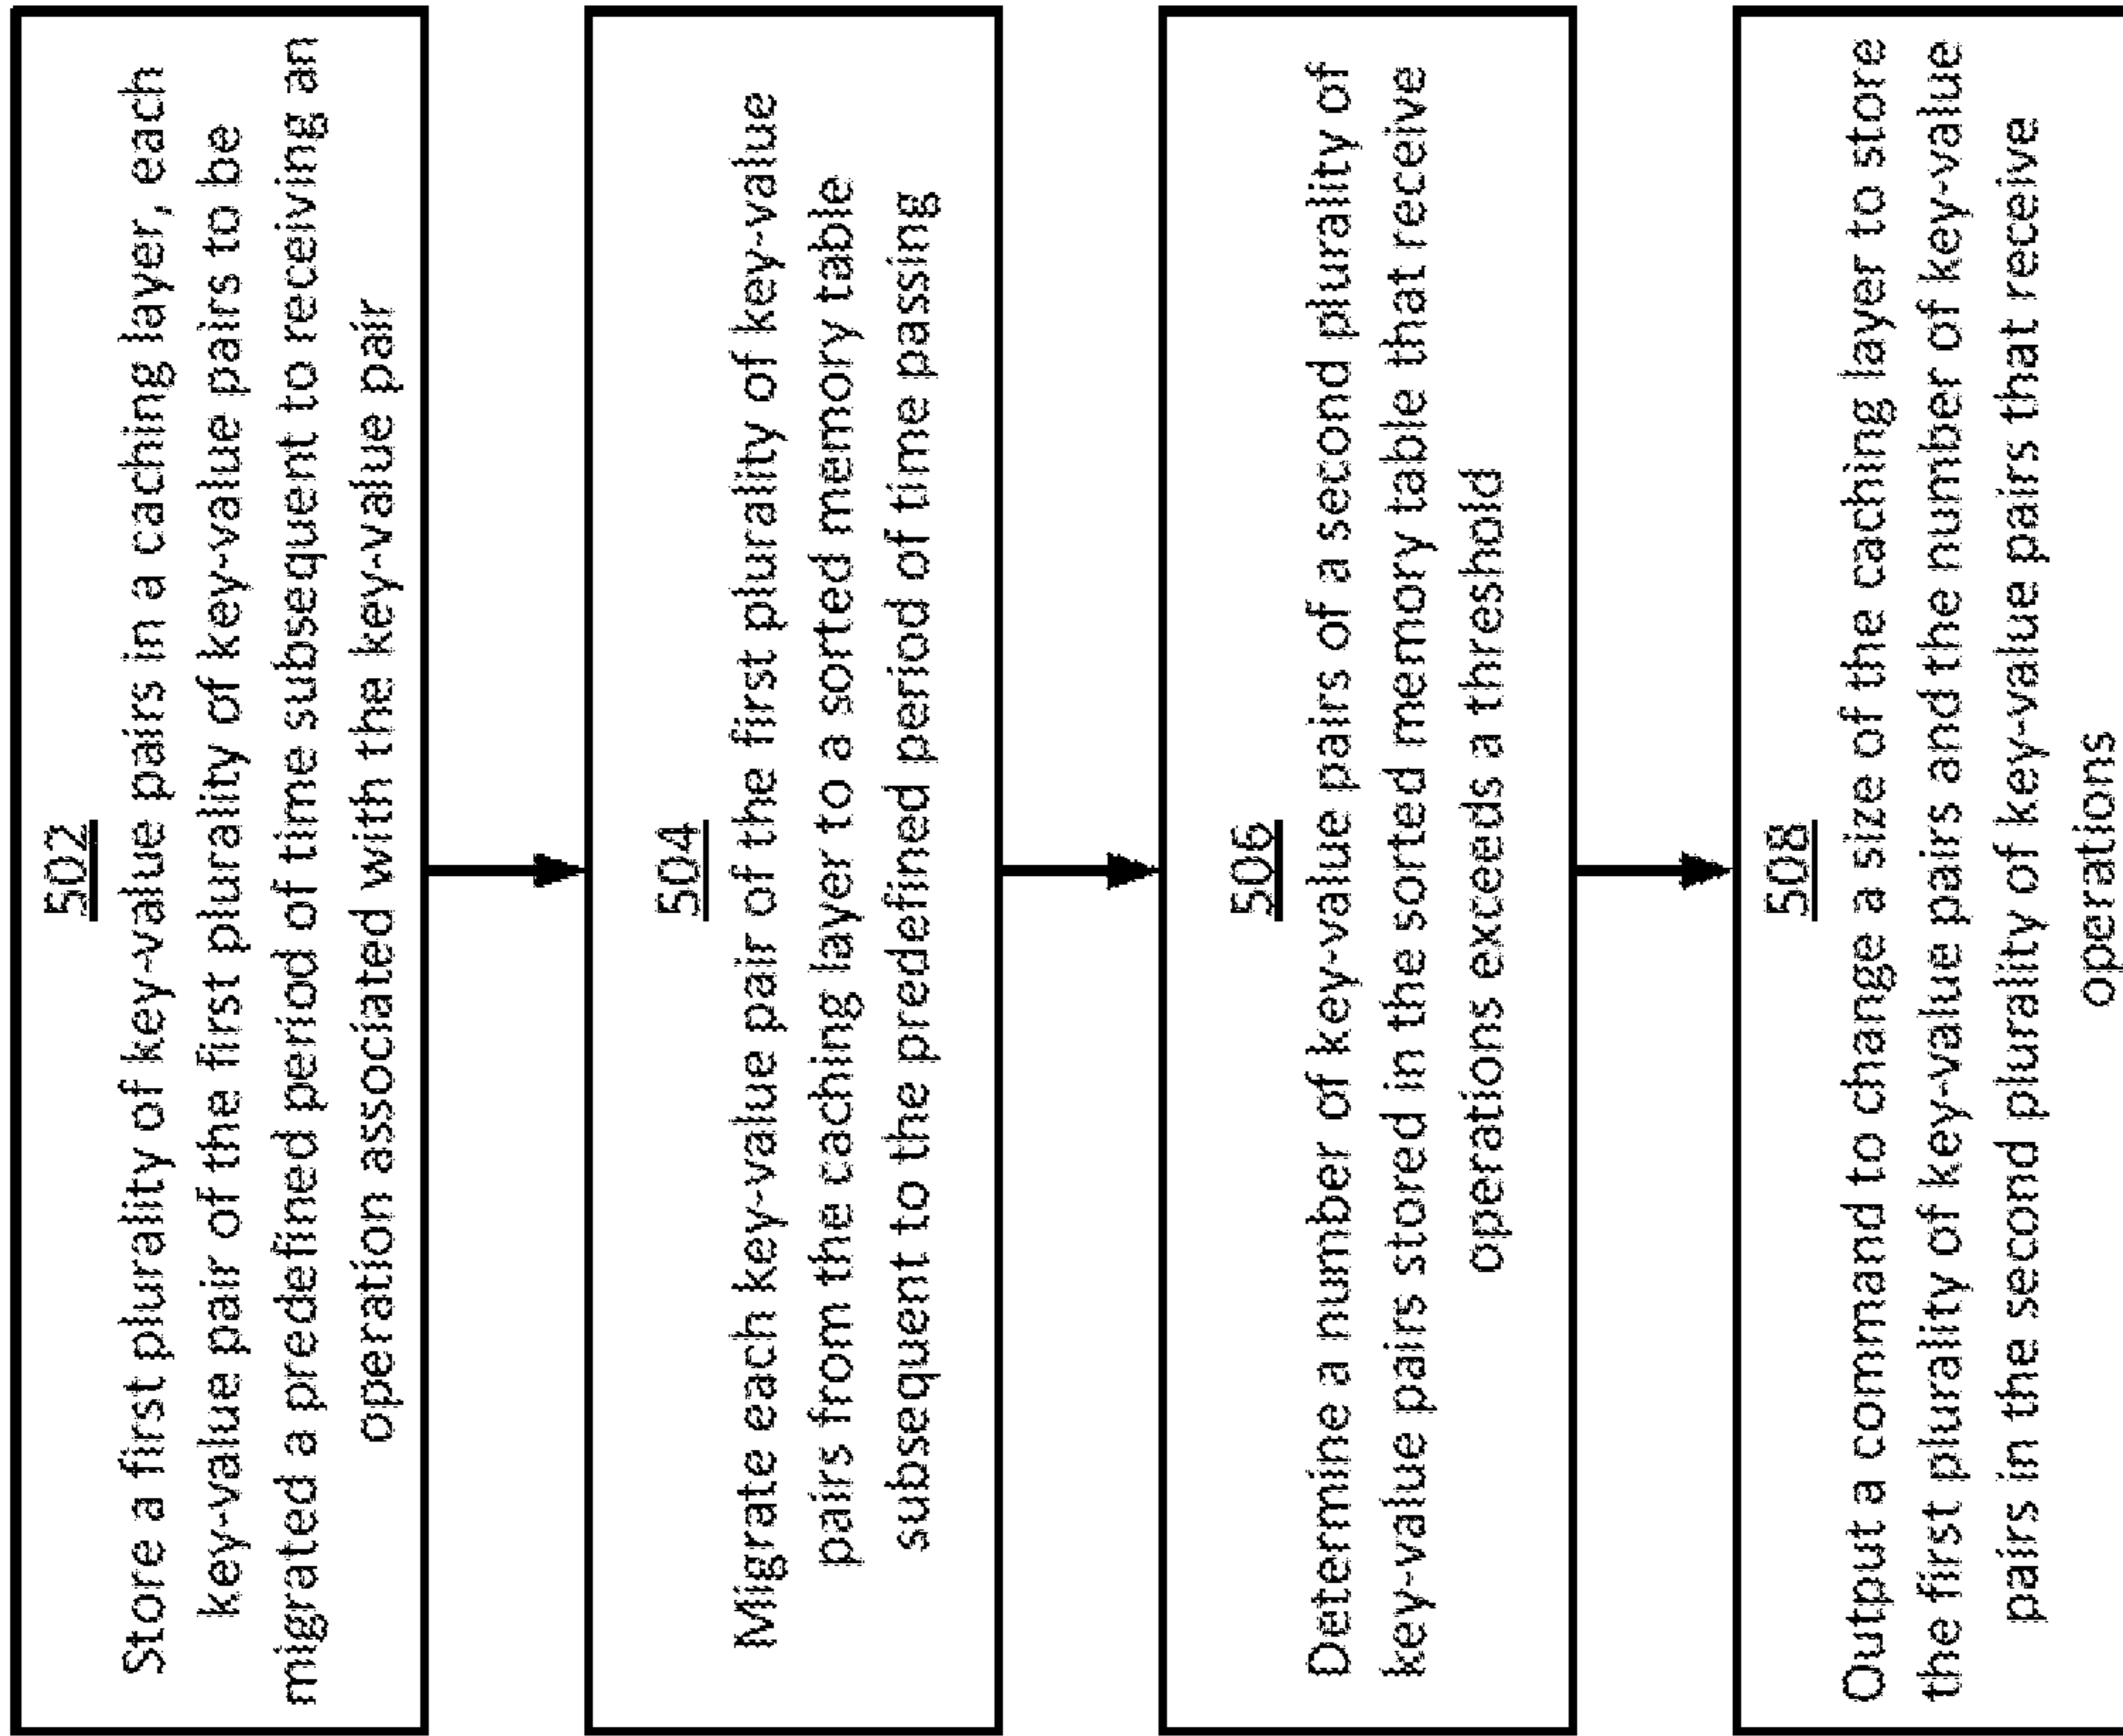 502
Store a first plurality of key-value pairs in a caching layer, each
key-value pair of the first plurality of key-value pairs to be
migrated a predefined period of time subsequent to receiving an
operation associated with the key-value pair
504
Migrate each key-value pair of the first plurality of key-value
pairs from the caching layer to a sorted memory table
subsequent to the predefined period of time passing
506
Determine a number of key-value pairs of a second plurality of
key-value pairs stored in the sorted memory table that receive
operations exceeds a threshold
508
Output a command to change a size of the caching layer to store
the first plurality of key-value pairs and the number of key-value
pairs in the second plurality of key-value pairs that receive
operations